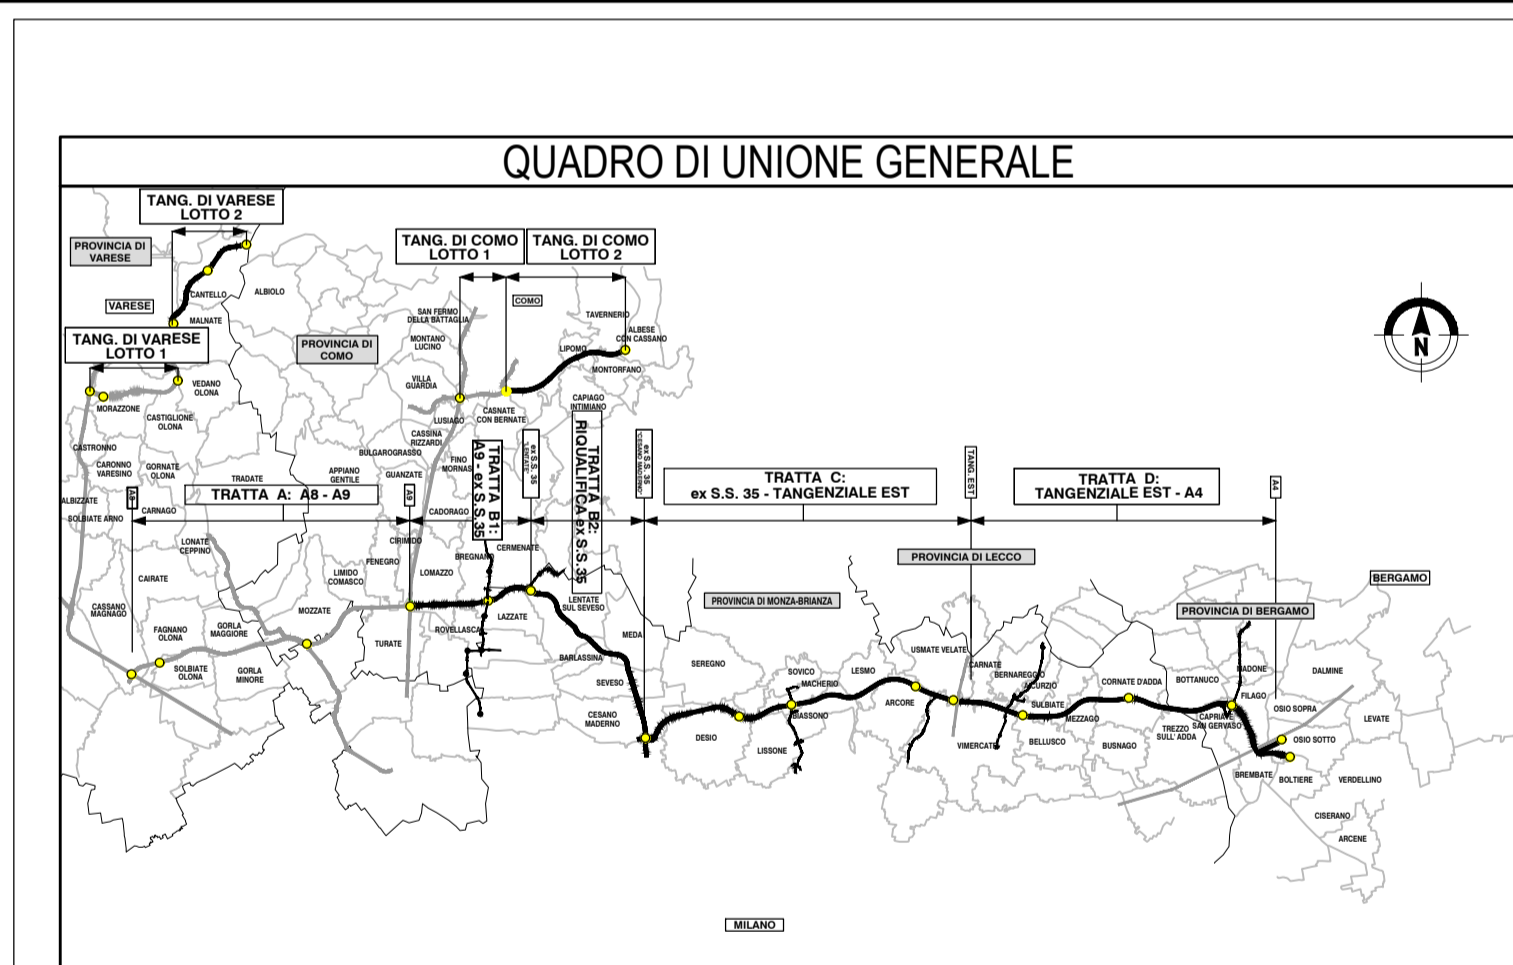 QUADRO DI UNIONE GENERALE
TANG. DI VARESE
LOTTO 2
PROVINCIA DI
VARESE
TANG. DI COMO
LOTTO 1
TANG. DI COMO
LOTTO 2
CANTELLO
ALBIOLO
VARESE
MALNATE
COMO
SAN FERMO
DELLA BATTAGLIA
TAVERNERIO
ALBESE
CON CASSANO
TANG. DI VARESE
LOTTO 1
PROVINCIA DI
COMO
MONTANO
LUCINO
LIPOMO
MONTORFANO
N
VEDANO
OLONA
VILLA
GUARDIA
MORAZZONE
CASTIGLIONE
OLONA
LUSIAGO
CASNATE
CON BERNATE
CAPIAGO
INTIMIANO
CASTRONNO
CASSINA
RIZZARDI
BULGAROGRASSO
CARONNO
VARESINO
GORNATE
OLONA
TRADATE
APPIANO
GENTILE
GUANZATE
FINO
MORNAS
TRATTA B1:
A9 - ex S.S.35
ex S.S. 35
"LENTATE"
TRATTA B2:
RIQUALIFICA ex S.S.35
ex S.S. 35
"CESANO MADERNO"
TRATTA C:
ex S.S. 35 - TANGENZIALE EST
TANG. EST
TRATTA D:
TANGENZIALE EST - A4
A4
A8
TRATTA A: A8 - A9
A9
ALBIZZATE
SOLBIATE ARNO
CARNAGO
CADORAGO
LONATE
CEPPINO
CIRIMIDO
CERMENATE
BREGNANO
FENEGRO
LOMAZZO
LIMIDO
COMASCO
CAIRATE
PROVINCIA DI LECCO
BERGAMO
CASSANO
MAGNAGO
MOZZATE
LAZZATE
LENTATE
SUL SEVESO
PROVINCIA DI MONZA-BRIANZA
PROVINCIA DI BERGAMO
FAGNANO
OLONA
GORLA
MAGGIORE
ROVELLASCA
TURATE
MEDA
BARLASSINA
SEREGNO
USMATE VELATE
CARNATE
SOLBIATE
OLONA
GORLA
MINORE
SEVESO
SOVICO
MACHERIO
LESMO
BERNAREGGIO
AICURZIO
CORNATE D'ADDA
BOTTANUCO
MADONE
DALMINE
CESANO
MADERNO
ARCORE
SULBIATE
FILAGO
OSIO SOPRA
BIASSONO
MEZZAGO
CAPRIATE
SAN GERVASO
LEVATE
DESIO
LISSONE
VIMERCATE
BELLUSCO
BUSNAGO
TREZZO
SULL' ADDA
OSIO SOTTO
BREMBATE
BOLTIERE
VERDELLINO
CISERANO
ARCENE
MILANO